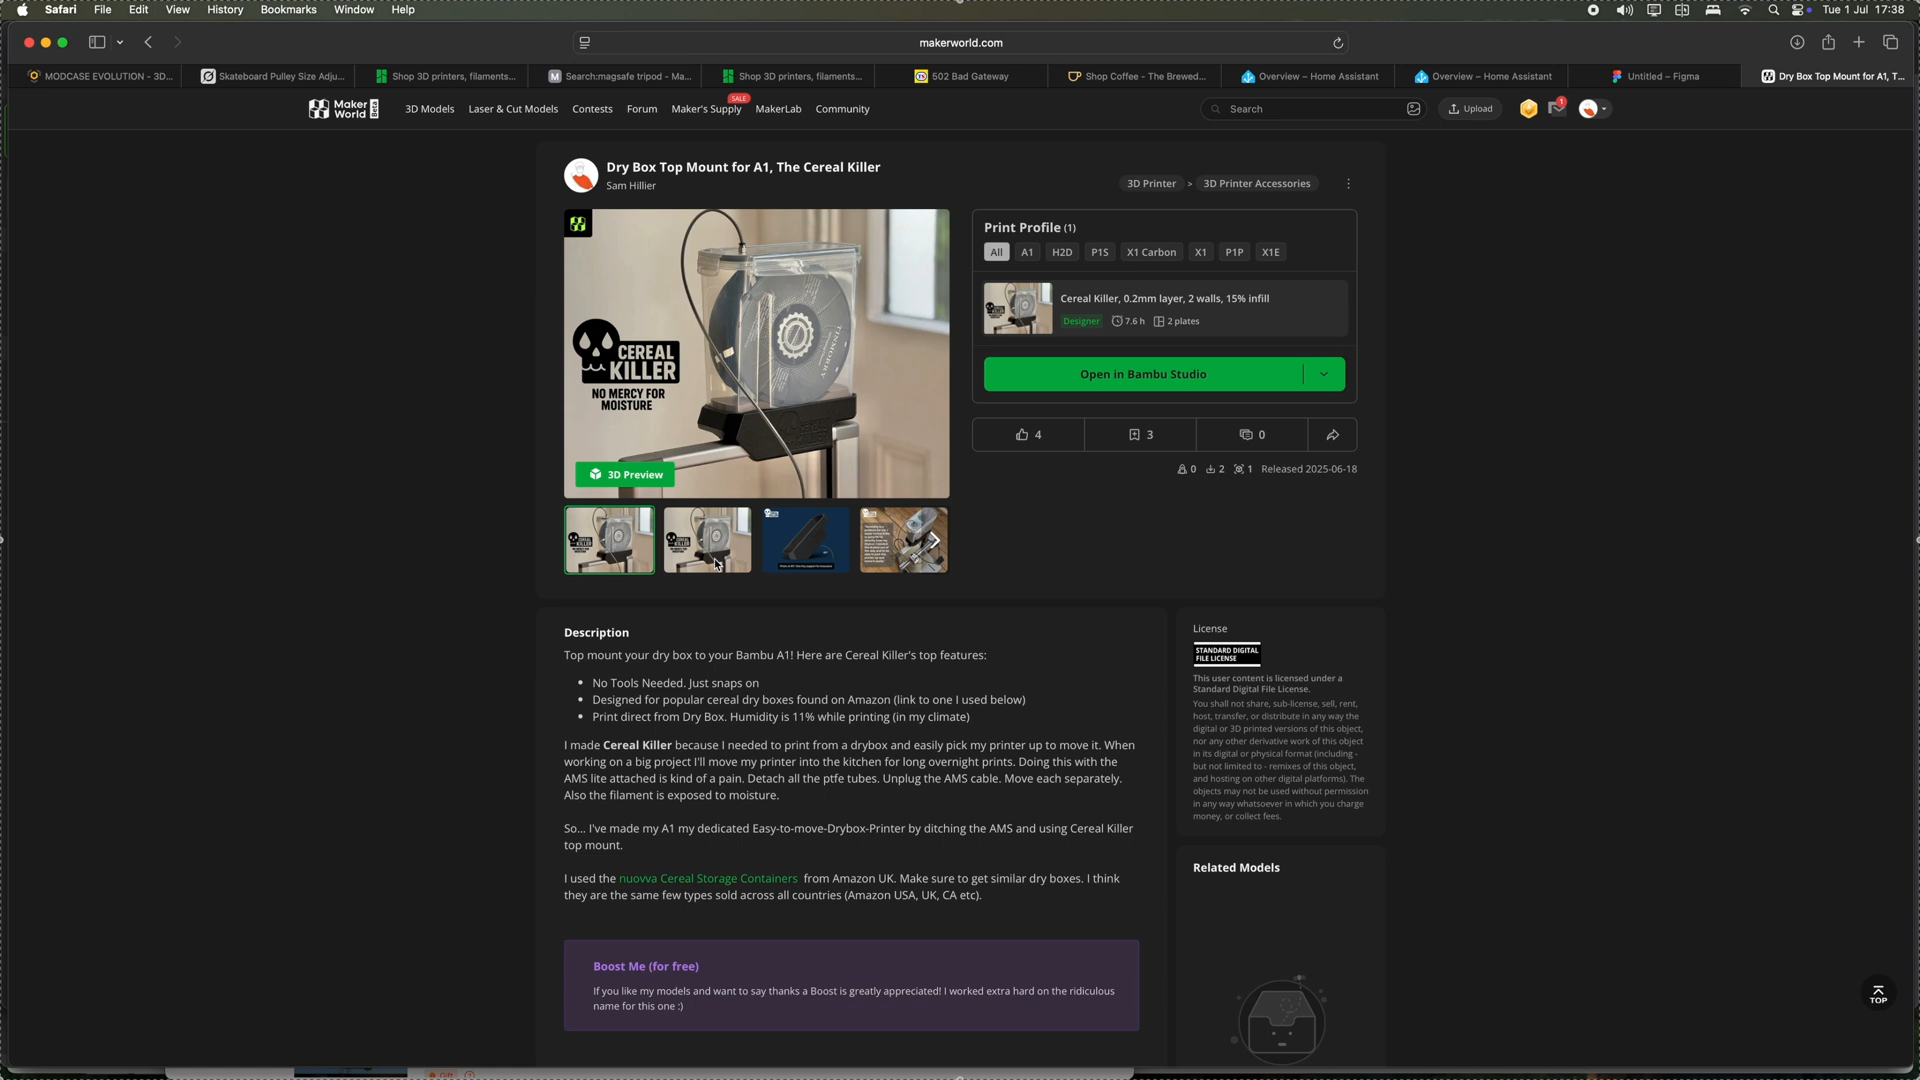 Safari File Edit View History Bookmarks Window Help Tue 1 Jul 17:38
makerworld.com
MODCASE EVOLUTION - 3D...
Skateboard Pulley Size Adju...
Shop 3D printers, filaments...
Search:magsafe tripod - Ma...
Shop 3D printers, filaments...
502 Bad Gateway
Shop Coffee - The Brewed...
Overview – Home Assistant
Overview – Home Assistant
Untitled – Figma
Dry Box Top Mount for A1, T...
Maker World Beta
3D Models Laser & Cut Models Contests Forum Maker's Supply SALE MakerLab Community
Search
Upload
1
Dry Box Top Mount for A1, The Cereal Killer
Sam Hillier
3D Printer > 3D Printer Accessories
CEREAL
KILLER
NO MERCY FOR
MOISTURE
TINMORRY
3D Preview
Print Profile (1)
All A1 H2D P1S X1 Carbon X1 P1P X1E
Cereal Killer, 0.2mm layer, 2 walls, 15% infill
Designer 7.6 h 2 plates
Open in Bambu Studio
4 3 0
0 2 1 Released 2025-06-18
Description
Top mount your dry box to your Bambu A1! Here are Cereal Killer's top features:
• No Tools Needed. Just snaps on
• Designed for popular cereal dry boxes found on Amazon (link to one I used below)
• Print direct from Dry Box. Humidity is 11% while printing (in my climate)
I made Cereal Killer because I needed to print from a drybox and easily pick my printer up to move it. When
working on a big project I'll move my printer into the kitchen for long overnight prints. Doing this with the
AMS lite attached is kind of a pain. Detach all the ptfe tubes. Unplug the AMS cable. Move each separately.
Also the filament is exposed to moisture.
So... I've made my A1 my dedicated Easy-to-move-Drybox-Printer by ditching the AMS and using Cereal Killer
top mount.
I used the nuovva Cereal Storage Containers from Amazon UK. Make sure to get similar dry boxes. I think
they are the same few types sold across all countries (Amazon USA, UK, CA etc).
Boost Me (for free)
If you like my models and want to say thanks a Boost is greatly appreciated! I worked extra hard on the ridiculous
name for this one :)
License
STANDARD DIGITAL
FILE LICENSE
This user content is licensed under a
Standard Digital File License.
You shall not share, sub-license, sell, rent,
host, transfer, or distribute in any way the
digital or 3D printed versions of this object,
nor any other derivative work of this object
in its digital or physical format (including -
but not limited to - remixes of this object,
and hosting on other digital platforms). The
objects may not be used without permission
in any way whatsoever in which you charge
money, or collect fees.
Related Models
TOP
Gift